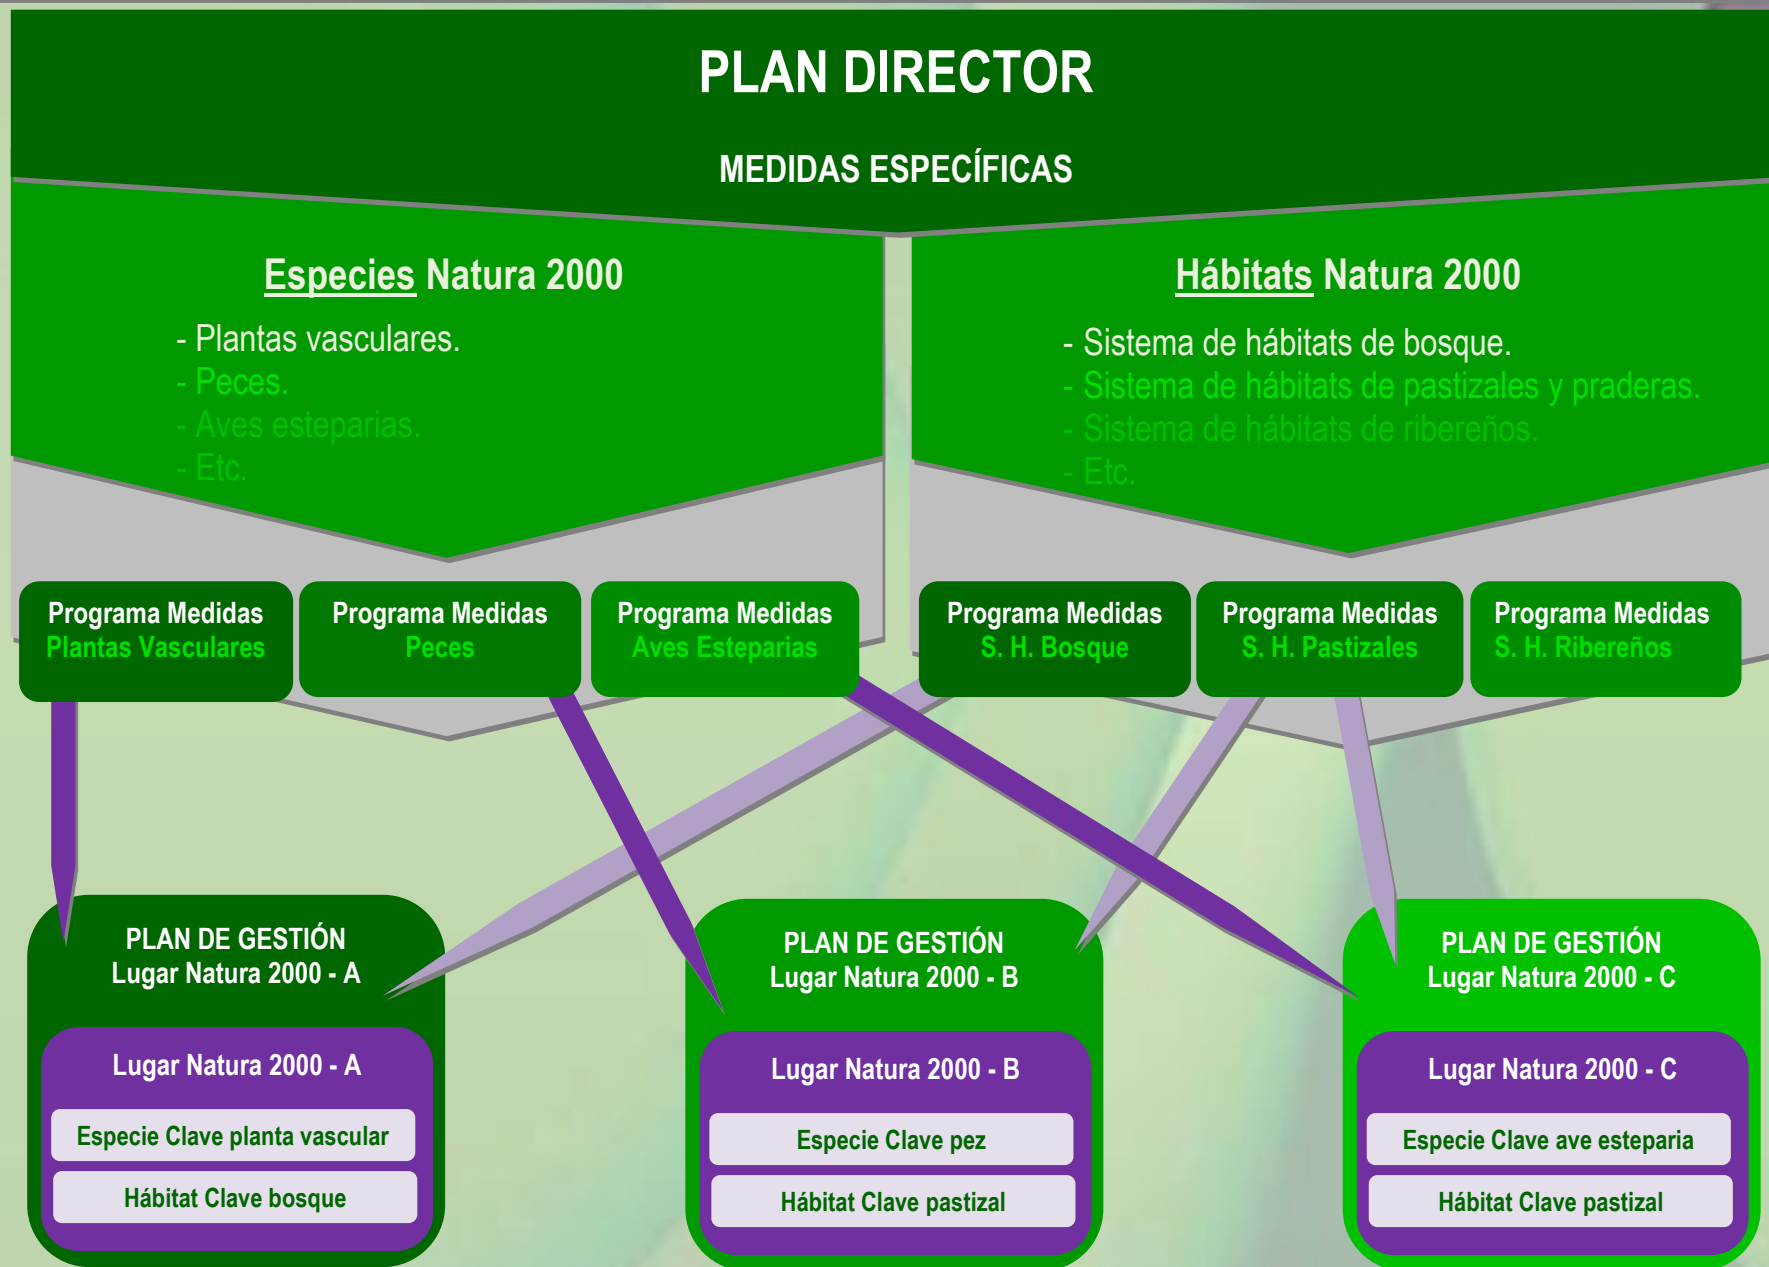 PLAN DIRECTOR
MEDIDAS ESPECÍFICAS
Especies Natura 2000
- Plantas vasculares.
- Peces.
- Aves esteparias.
- Etc.
Hábitats Natura 2000
- Sistema de hábitats de bosque.
- Sistema de hábitats de pastizales y praderas.
- Sistema de hábitats de ribereños.
- Etc.
Programa Medidas
Plantas Vasculares
Programa Medidas
Peces
Programa Medidas
Aves Esteparias
Programa Medidas
S. H. Bosque
Programa Medidas
S. H. Pastizales
Programa Medidas
S. H. Ribereños
PLAN DE GESTIÓN
Lugar Natura 2000 - A
Lugar Natura 2000 - A
Especie Clave planta vascular
Hábitat Clave bosque
PLAN DE GESTIÓN
Lugar Natura 2000 - B
Lugar Natura 2000 - B
Especie Clave pez
Hábitat Clave pastizal
PLAN DE GESTIÓN
Lugar Natura 2000 - C
Lugar Natura 2000 - C
Especie Clave ave esteparia
Hábitat Clave pastizal